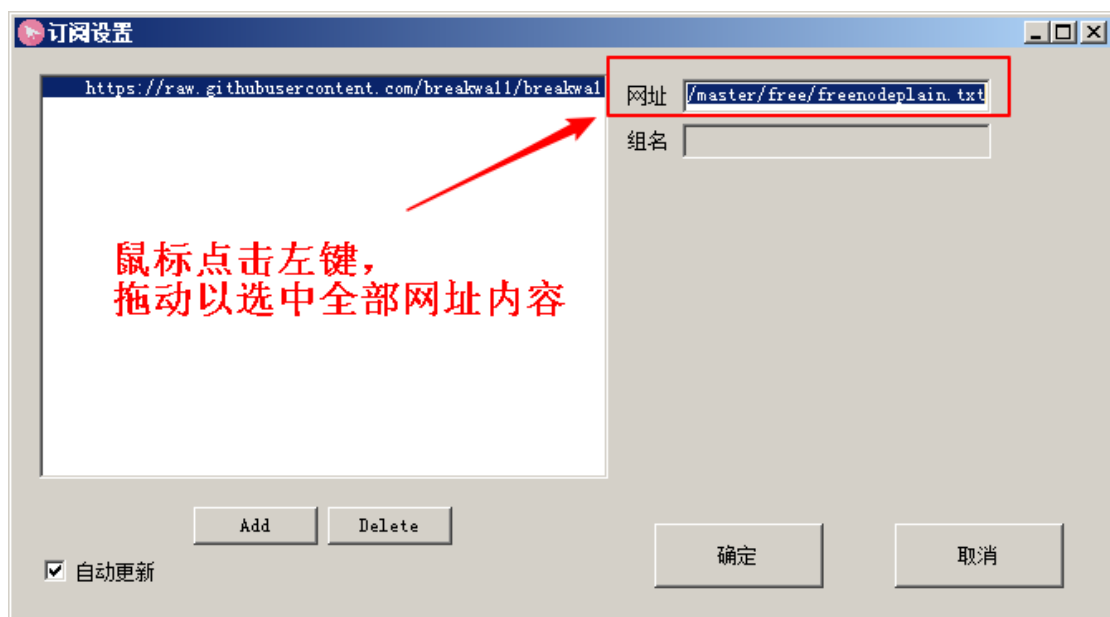 订阅设置
https://raw.githubusercontent.com/breakwa11/breakwa1
网址 /master/free/freenodeplain.txt
组名
鼠标点击左键，
拖动以选中全部网址内容
Add Delete
自动更新
确定 取消